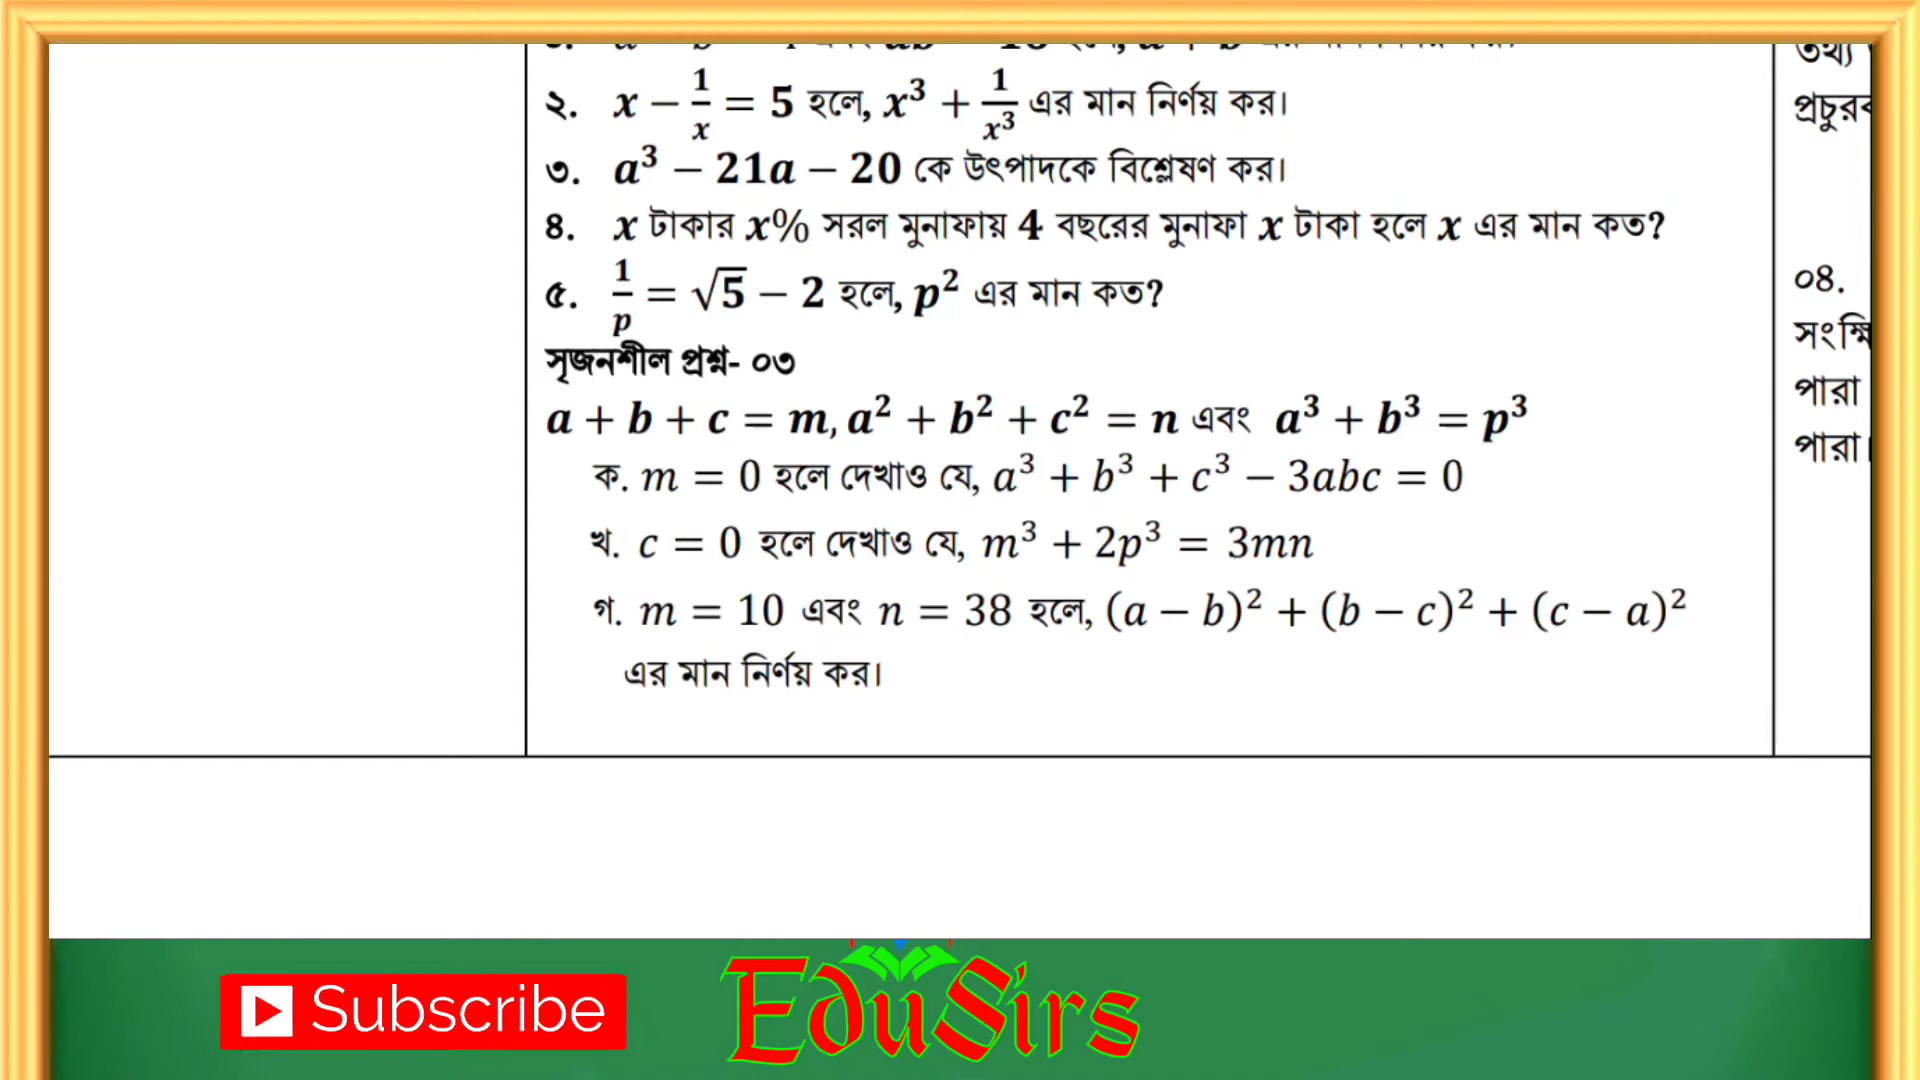 ২. x − 1/x = 5 হলে, x³ + 1/x³ এর মান নির্ণয় কর।
৩. a³ − 21a − 20 কে উৎপাদকে বিশ্লেষণ কর।
৪. x টাকার x% সরল মুনাফায় 4 বছরের মুনাফা x টাকা হলে x এর মান কত?
৫. 1/p = √5 − 2 হলে, p² এর মান কত?
সৃজনশীল প্রশ্ন- ০৩
a + b + c = m, a² + b² + c² = n এবং a³ + b³ = p³
ক. m = 0 হলে দেখাও যে, a³ + b³ + c³ − 3abc = 0
খ. c = 0 হলে দেখাও যে, m³ + 2p³ = 3mn
গ. m = 10 এবং n = 38 হলে, (a − b)² + (b − c)² + (c − a)²
এর মান নির্ণয় কর।
তথ্য
০৪.
পারা
পারা।
Subscribe
EduSirs